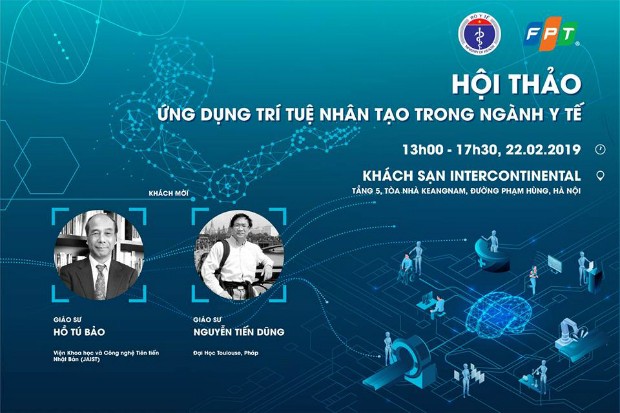 BỘ Y TẾ
FPT
HỘI THẢO
ỨNG DỤNG TRÍ TUỆ NHÂN TẠO TRONG NGÀNH Y TẾ
13h00 - 17h30, 22.02.2019
KHÁCH SẠN INTERCONTINENTAL
TẦNG 5, TÒA NHÀ KEANGNAM, ĐƯỜNG PHẠM HÙNG, HÀ NỘI
KHÁCH MỜI
GIÁO SƯ
HỒ TÚ BẢO
Viện Khoa học và Công nghệ Tiên tiến
Nhật Bản (JAIST)
GIÁO SƯ
NGUYỄN TIẾN DŨNG
Đại Học Toulouse, Pháp